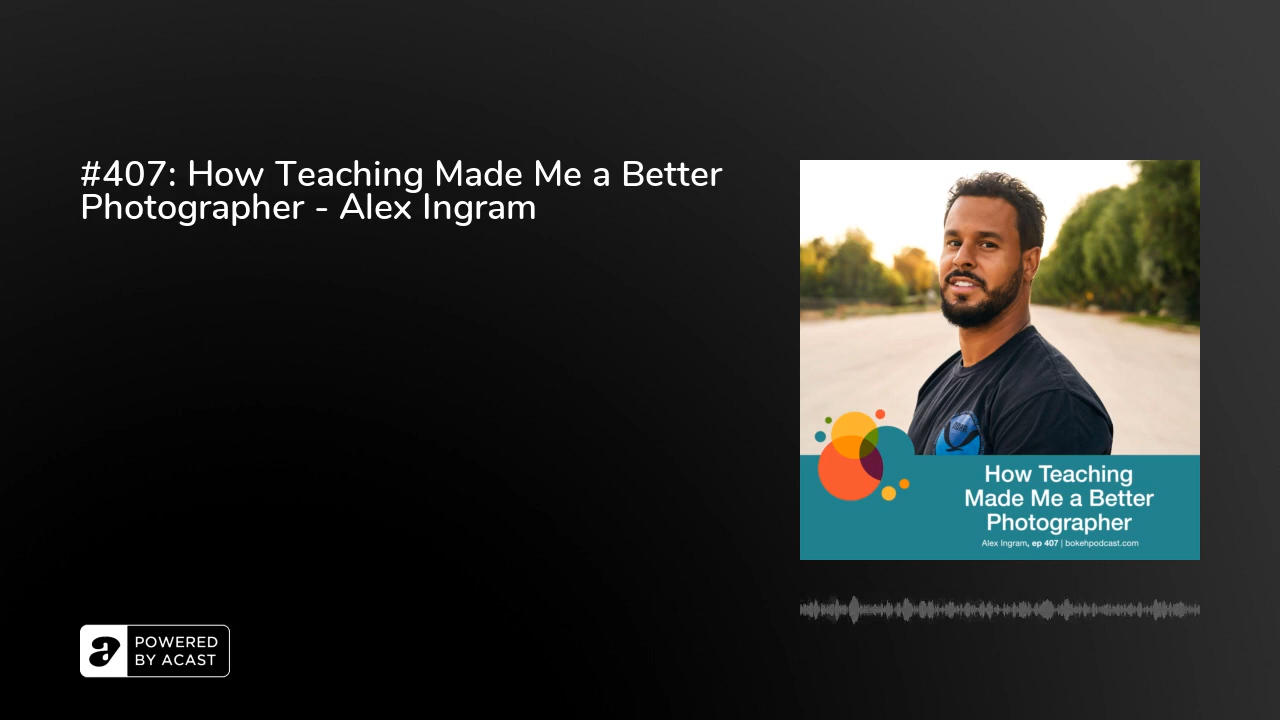 #407: How Teaching Made Me a Better
Photographer - Alex Ingram
How Teaching
Made Me a Better
Photographer
Alex Ingram, ep 407 | bokehpodcast.com
POWERED
BY ACAST